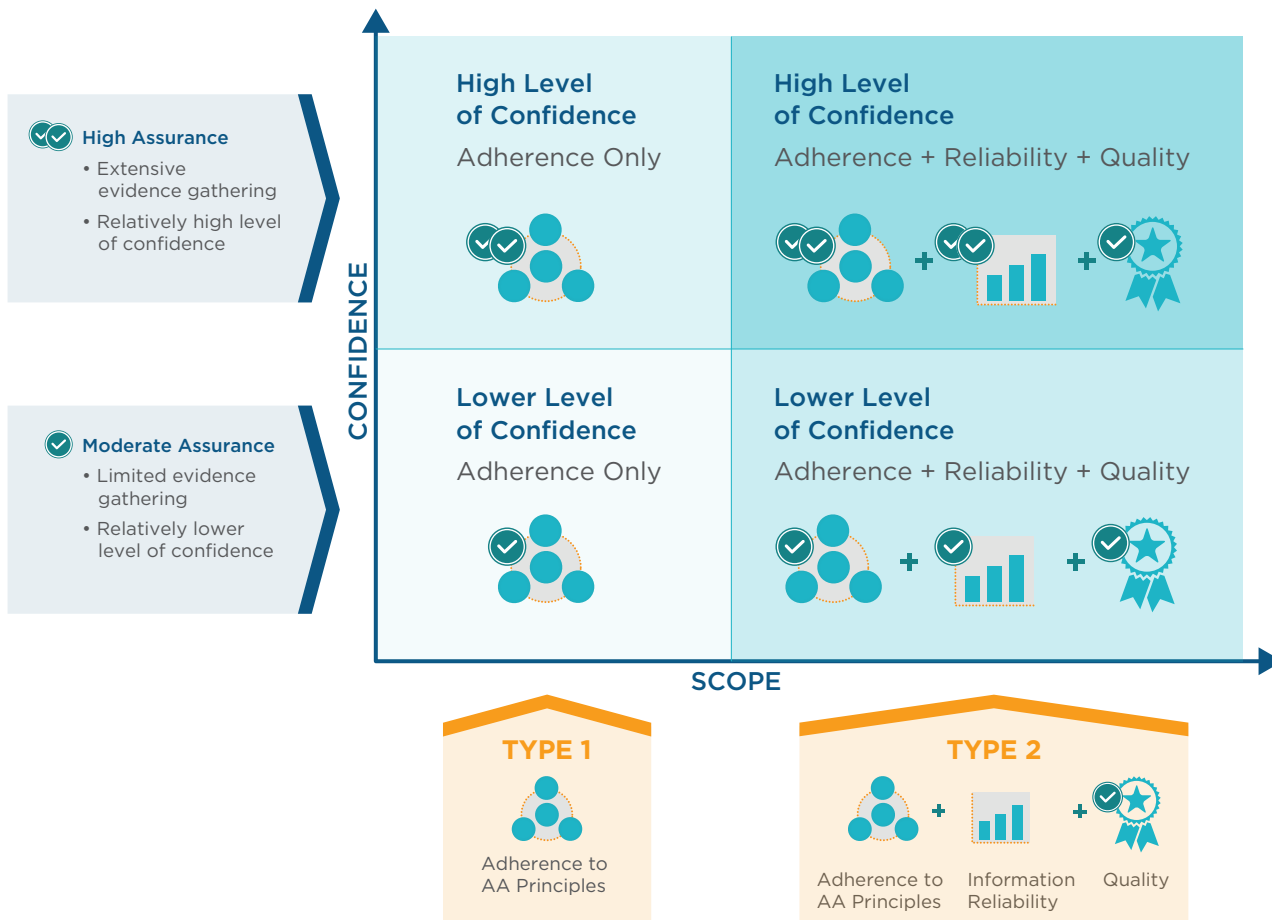 High Assurance
• Extensive
evidence gathering
• Relatively high level
of confidence
Moderate Assurance
• Limited evidence
gathering
• Relatively lower
level of confidence
CONFIDENCE
High Level
of Confidence
Adherence Only
High Level
of Confidence
Adherence + Reliability + Quality
+
+
Lower Level
of Confidence
Adherence Only
Lower Level
of Confidence
Adherence + Reliability + Quality
+
+
SCOPE
TYPE 1
Adherence to
AA Principles
TYPE 2
+
+
Adherence to
AA Principles
Information
Reliability
Quality